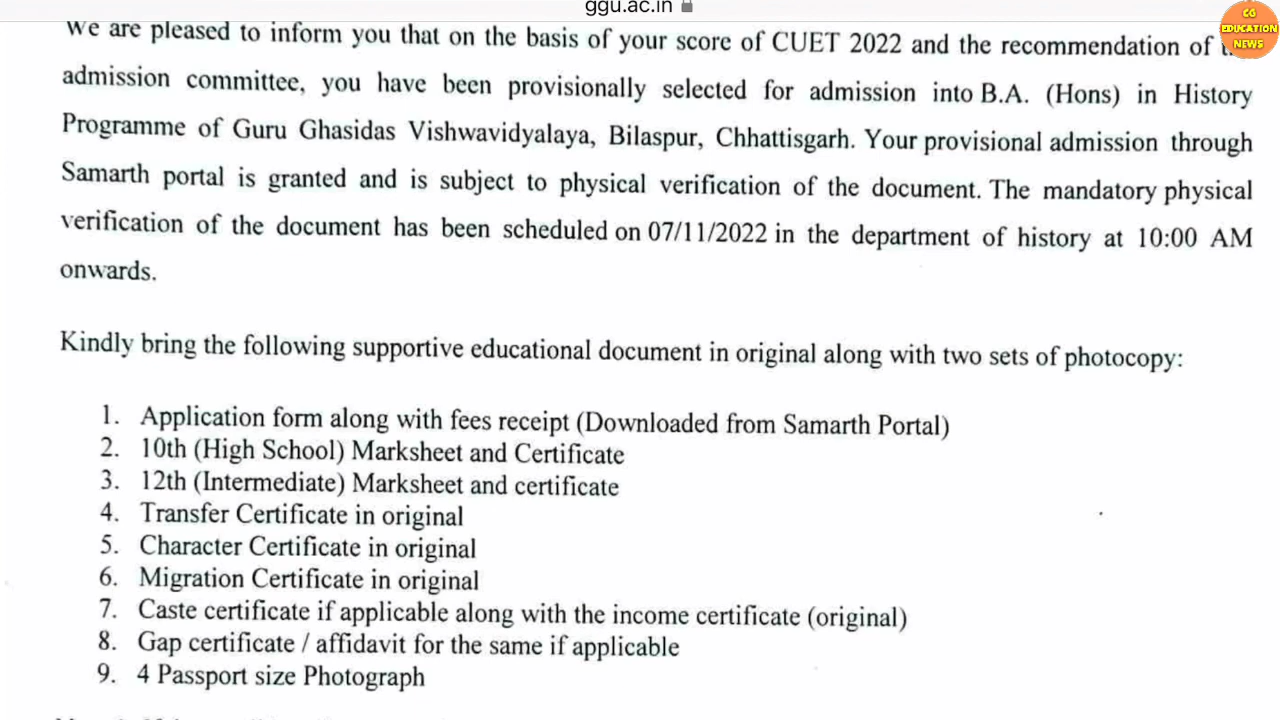 ggu.ac.in
CG
EDUCATION
NEWS
We are pleased to inform you that on the basis of your score of CUET 2022 and the recommendation of
admission committee, you have been provisionally selected for admission into B.A. (Hons) in History
Programme of Guru Ghasidas Vishwavidyalaya, Bilaspur, Chhattisgarh. Your provisional admission through
Samarth portal is granted and is subject to physical verification of the document. The mandatory physical
verification of the document has been scheduled on 07/11/2022 in the department of history at 10:00 AM
onwards.
Kindly bring the following supportive educational document in original along with two sets of photocopy:
1. Application form along with fees receipt (Downloaded from Samarth Portal)
2. 10th (High School) Marksheet and Certificate
3. 12th (Intermediate) Marksheet and certificate
4. Transfer Certificate in original
5. Character Certificate in original
6. Migration Certificate in original
7. Caste certificate if applicable along with the income certificate (original)
8. Gap certificate / affidavit for the same if applicable
9. 4 Passport size Photograph